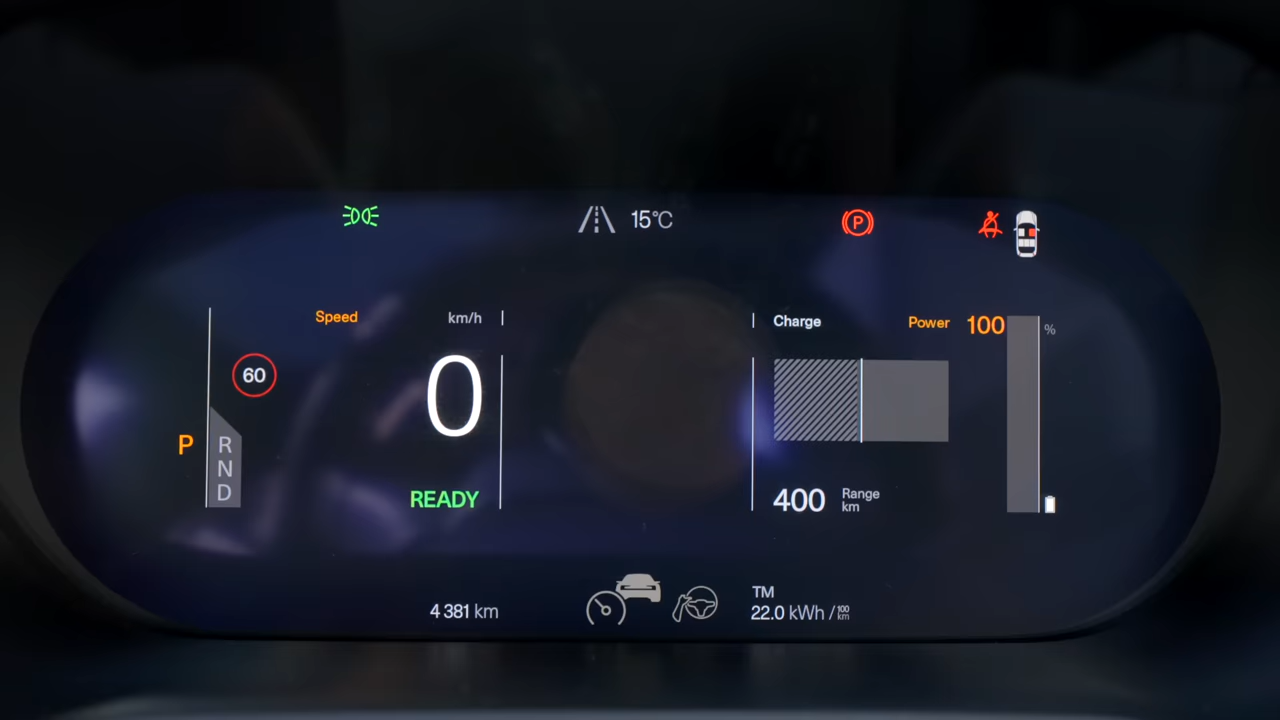 15°C
P
Speed
km/h
60
0
P
R
N
D
READY
Charge
Power
100
%
400
Range
km
4 381 km
TM
22.0 kWh / 100 km